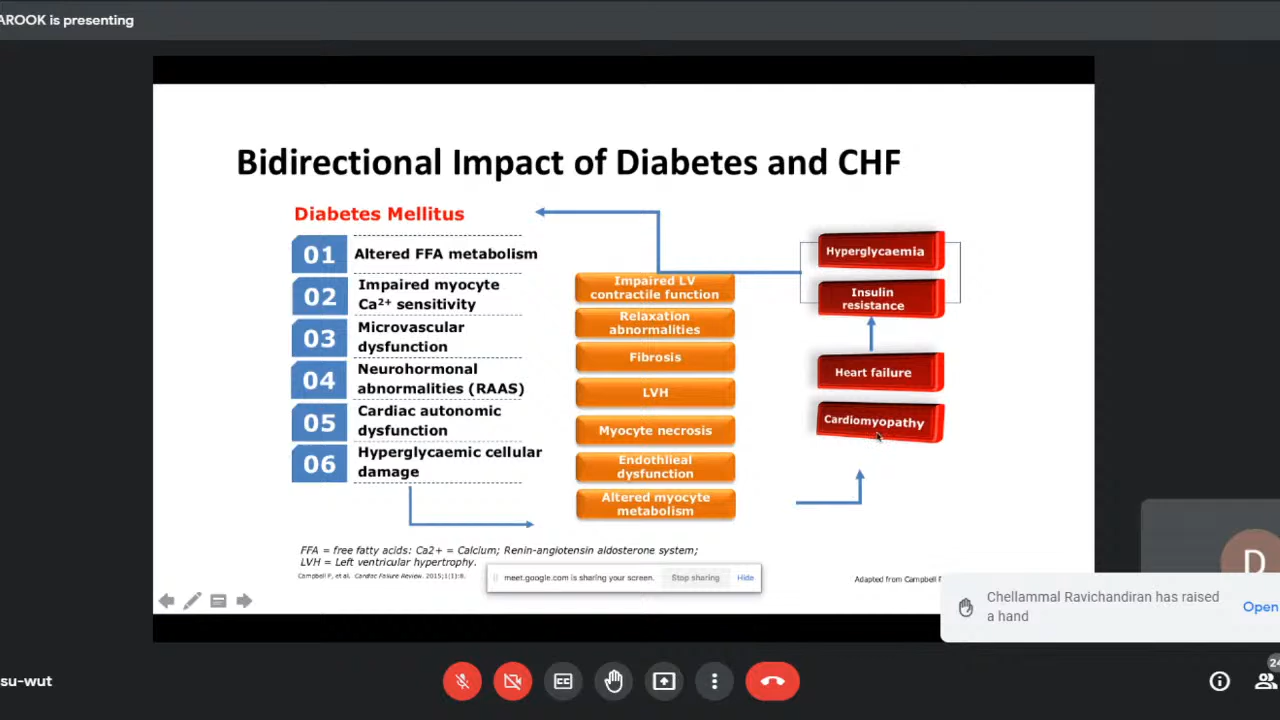 AROOK is presenting
Bidirectional Impact of Diabetes and CHF
Diabetes Mellitus
01
Altered FFA metabolism
02
Impaired myocyte
Ca²⁺ sensitivity
03
Microvascular
dysfunction
04
Neurohormonal
abnormalities (RAAS)
05
Cardiac autonomic
dysfunction
06
Hyperglycaemic cellular
damage
Impaired LV
contractile function
Relaxation
abnormalities
Fibrosis
LVH
Myocyte necrosis
Endothlieal
dysfunction
Altered myocyte
metabolism
Hyperglycaemia
Insulin
resistance
Heart failure
Cardiomyopathy
FFA = free fatty acids: Ca2+ = Calcium; Renin-angiotensin aldosterone system;
LVH = Left ventricular hypertrophy.
Campbell P, et al. Cardiac Failure Review. 2015;1(1):8.
Adapted from Campbell
meet.google.com is sharing your screen.
Stop sharing
Hide
D
Chellammal Ravichandiran has raised
a hand
Open
su-wut
24